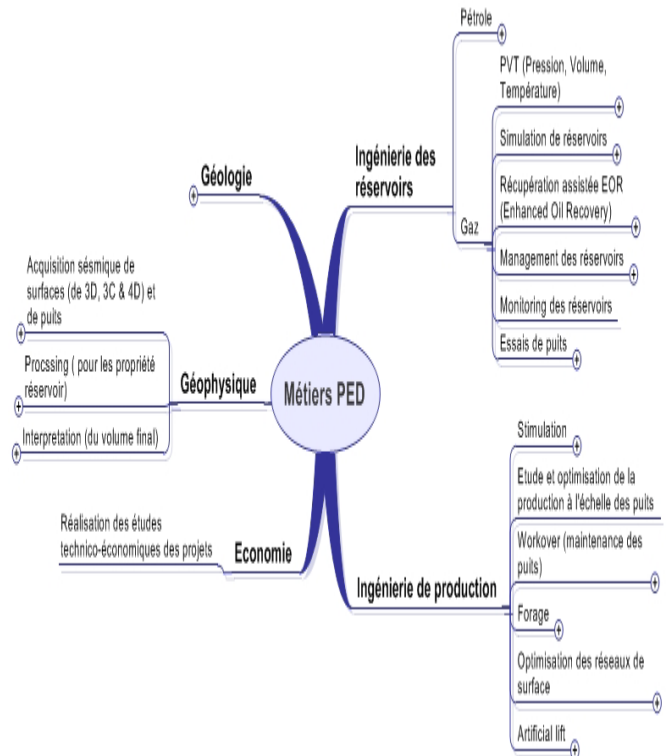 Métiers PED
Géologie
Géophysique
Acquisition sésmique de
surfaces (de 3D, 3C & 4D) et
de puits
Procssing ( pour les propriété
réservoir)
Interpretation (du volume final)
Economie
Réalisation des études
technico-économiques des projets
Ingénierie des
réservoirs
Pétrole
Gaz
PVT (Pression, Volume,
Température)
Simulation de réservoirs
Récupération assistée EOR
(Enhanced Oil Recovery)
Management des réservoirs
Monitoring des réservoirs
Essais de puits
Ingénierie de production
Stimulation
Etude et optimisation de la
production à l'échelle des puits
Workover (maintenance des
puits)
Forage
Optimisation des réseaux de
surface
Artificial lift